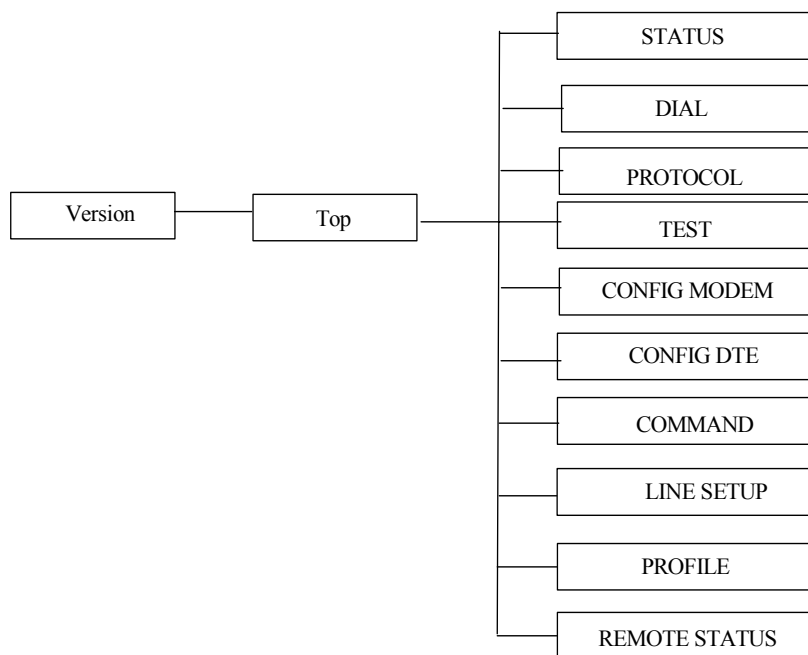 Version
Top
STATUS
DIAL
PROTOCOL
TEST
CONFIG MODEM
CONFIG DTE
COMMAND
LINE SETUP
PROFILE
REMOTE STATUS